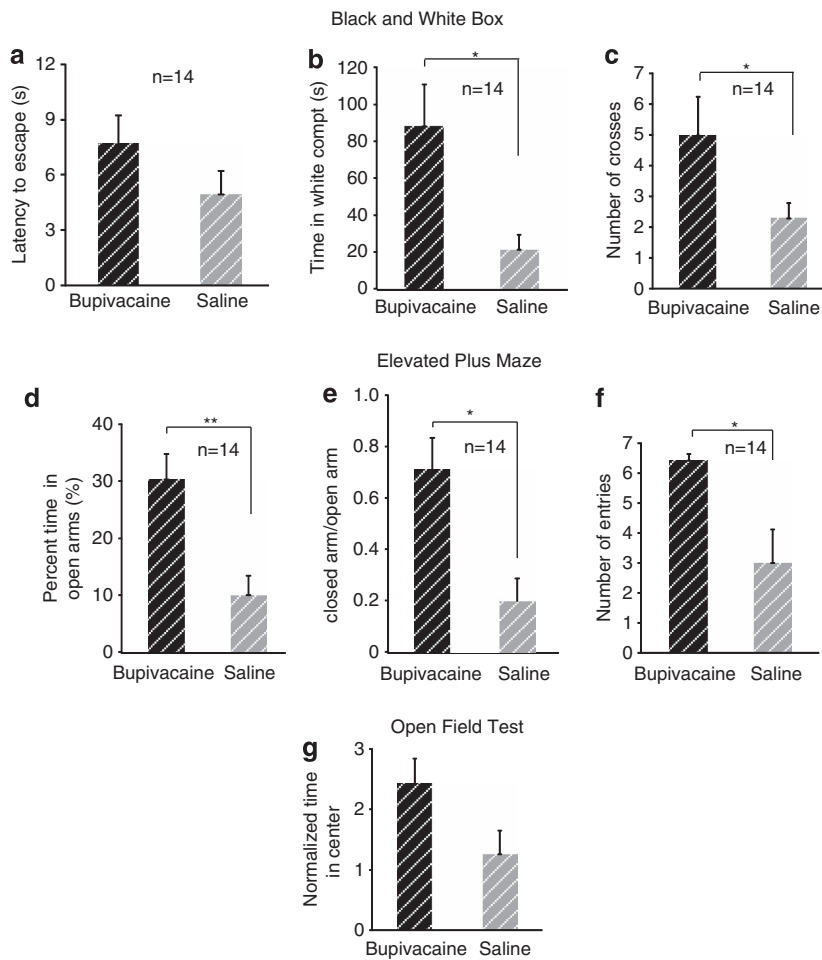 Black and White Box
a
Latency to escape (s)
12
9
6
3
0
n=14
Bupivacaine Saline
b
Time in white compt (s)
120
100
80
60
40
20
0
*
n=14
Bupivacaine Saline
c
Number of crosses
7
6
5
4
3
2
1
0
*
n=14
Bupivacaine Saline
Elevated Plus Maze
d
Percent time in
open arms (%)
40
30
20
10
0
**
n=14
Bupivacaine Saline
e
closed arm/open arm
1.0
0.8
0.6
0.4
0.2
0
*
n=14
Bupivacaine Saline
f
Number of entries
7
6
5
4
3
2
1
0
*
n=14
Bupivacaine Saline
Open Field Test
g
Normalized time
in center
3
2
1
0
Bupivacaine Saline